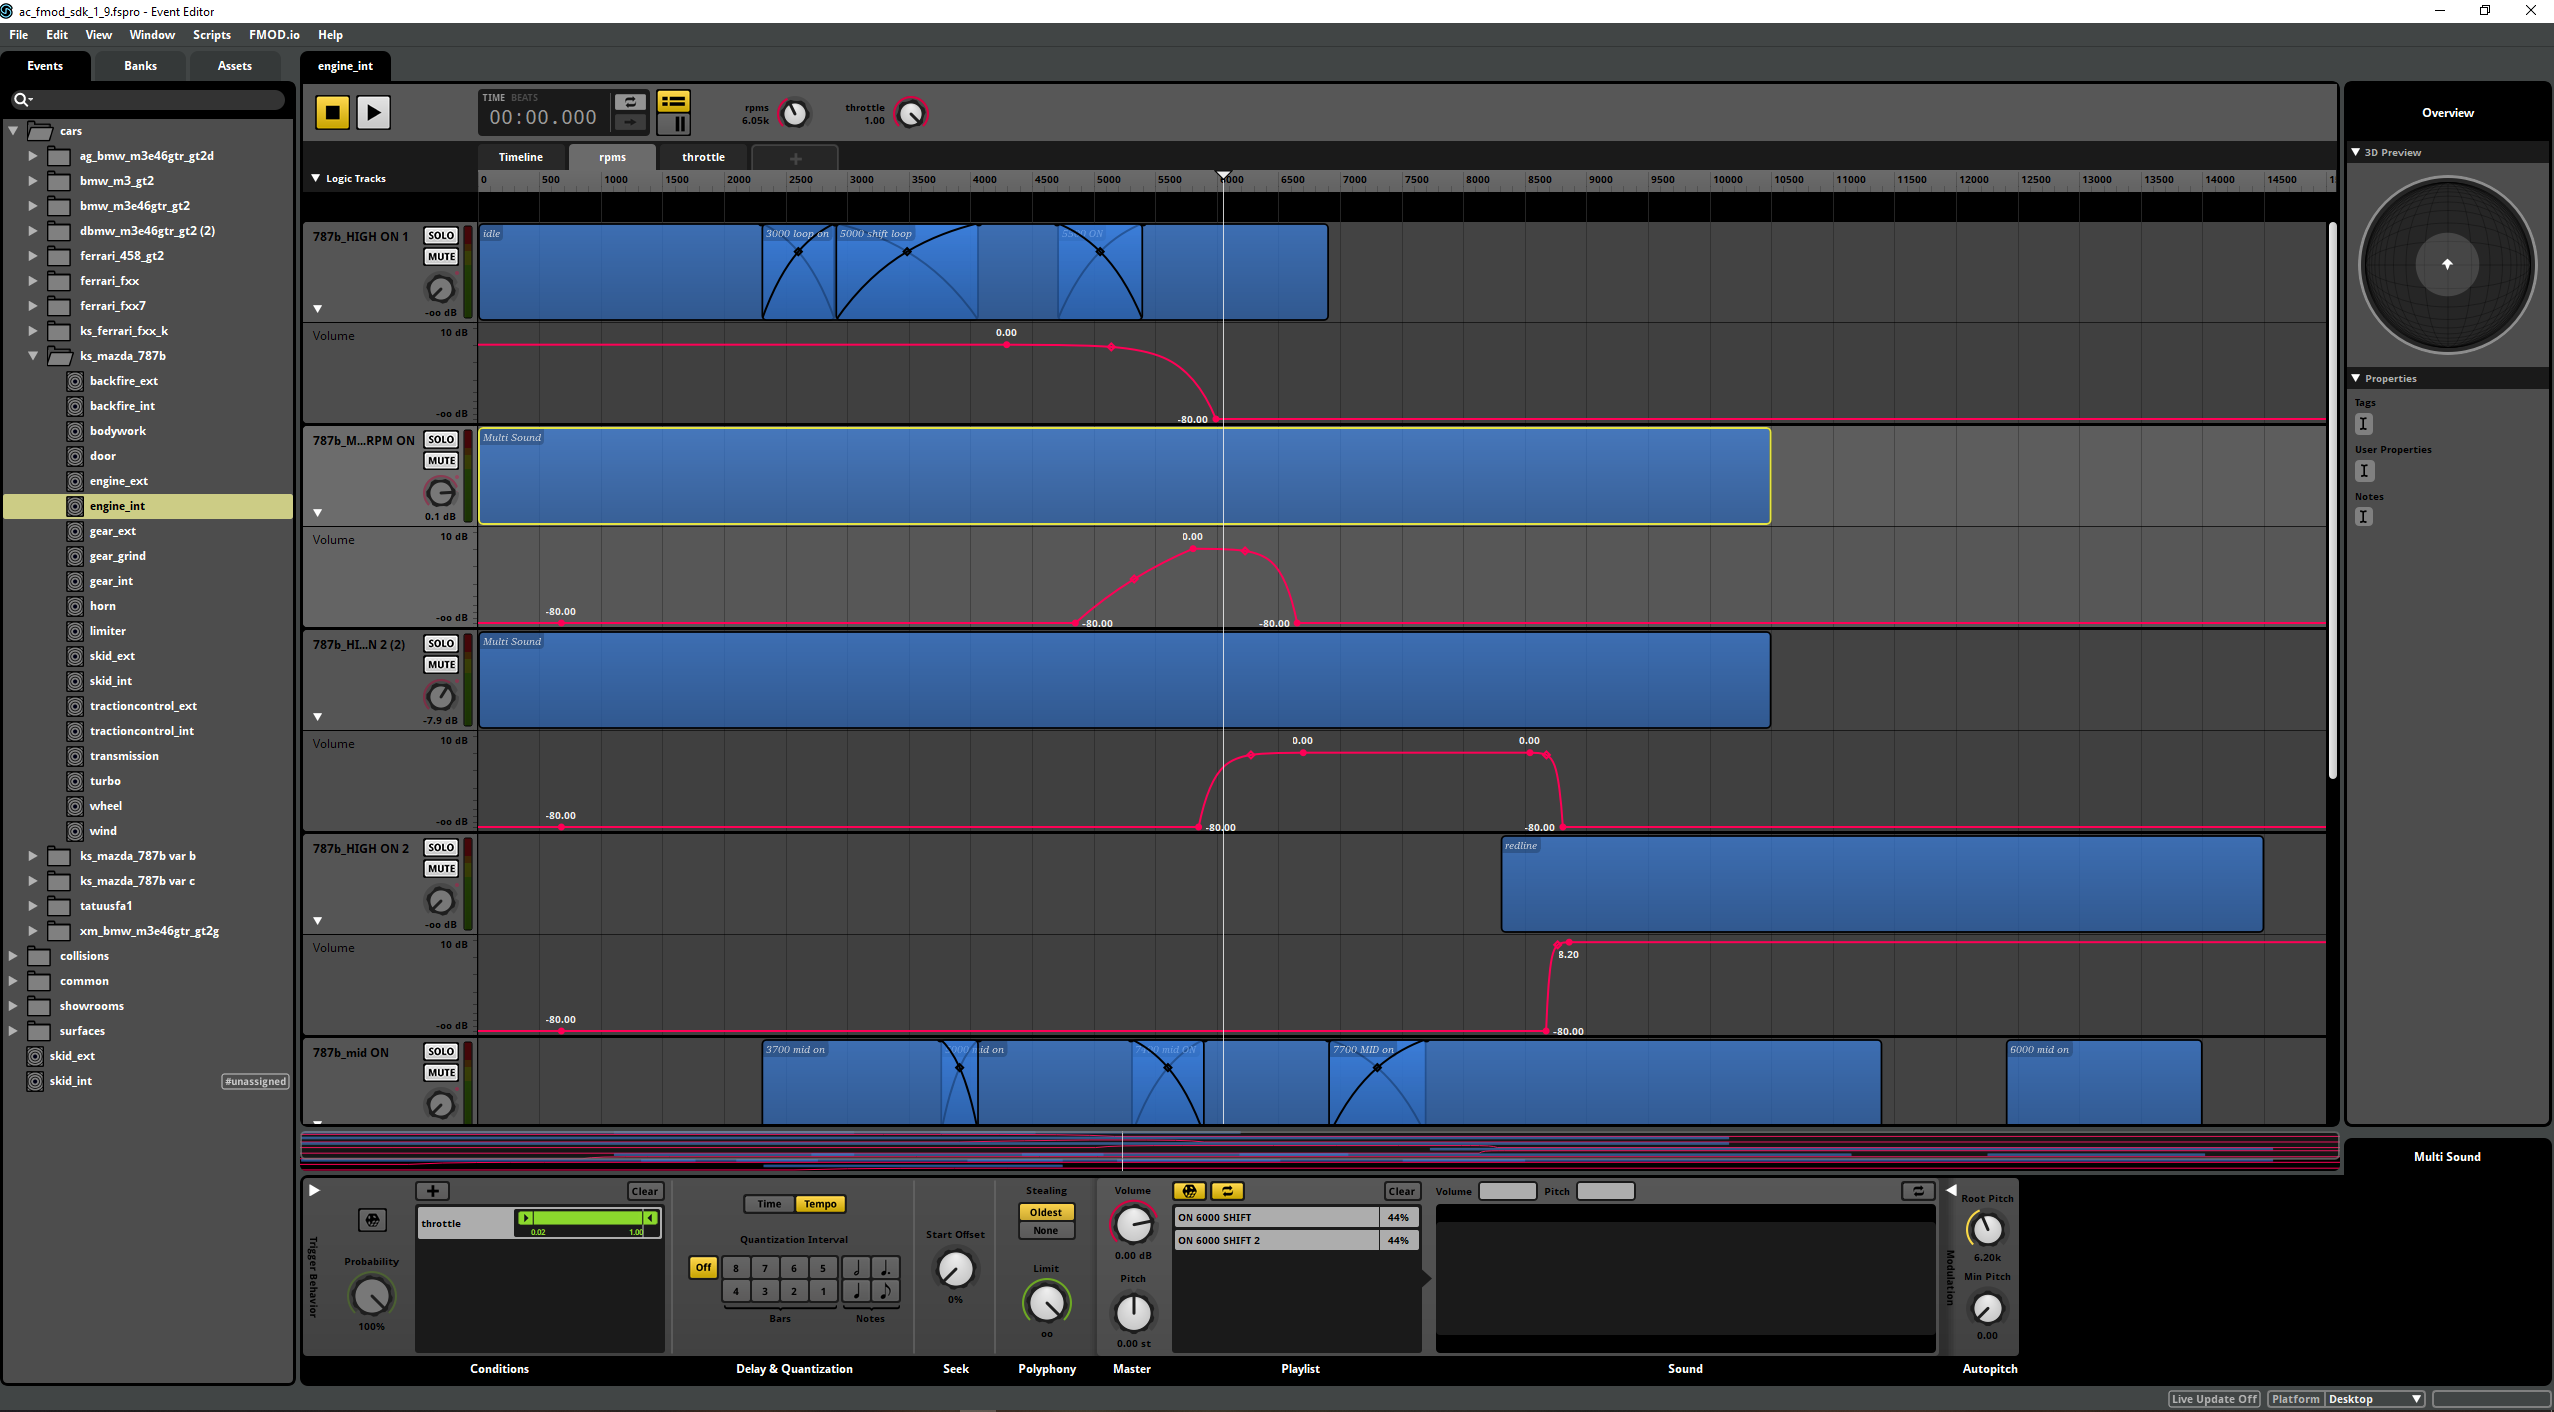 ac_fmod_sdk_1_9.fspro - Event Editor
File Edit View Window Scripts FMOD.io Help
Events Banks Assets
engine_int
TIME BEATS
00:00.000
rpms
6.05k
throttle
1.00
Timeline rpms throttle
Logic Tracks
0 500 1000 1500 2000 2500 3000 3500 4000 4500 5000 5500 6000 6500 7000 7500 8000 8500 9000 9500 10000 10500 11000 11500 12000 12500 13000 13500 14000 14500
cars
ag_bmw_m3e46gtr_gt2d
bmw_m3_gt2
bmw_m3e46gtr_gt2
dbmw_m3e46gtr_gt2 (2)
ferrari_458_gt2
ferrari_fxx
ferrari_fxx7
ks_ferrari_fxx_k
ks_mazda_787b
backfire_ext
backfire_int
bodywork
door
engine_ext
engine_int
gear_ext
gear_grind
gear_int
horn
limiter
skid_ext
skid_int
tractioncontrol_ext
tractioncontrol_int
transmission
turbo
wheel
wind
ks_mazda_787b var b
ks_mazda_787b var c
tatuusfa1
xm_bmw_m3e46gtr_gt2g
collisions
common
showrooms
surfaces
skid_ext
skid_int #unassigned
787b_HIGH ON 1 SOLO
MUTE
-oo dB
idle 3000 loop on 5000 shift loop
Volume 10 dB
-oo dB
0.00
-80.00
787b_M...RPM ON SOLO
MUTE
0.1 dB
Multi Sound
Volume 10 dB
-oo dB
-80.00 -80.00 0.00 -80.00
787b_HI...N 2 (2) SOLO
MUTE
-7.9 dB
Multi Sound
Volume 10 dB
-oo dB
-80.00 -80.00 0.00 0.00 -80.00
787b_HIGH ON 2 SOLO
MUTE
-oo dB
redline
Volume 10 dB
-oo dB
-80.00 -80.00 8.20
787b_mid ON SOLO
MUTE
3700 mid on mid on mid ON 7700 MID on 6000 mid on
Overview
3D Preview
Properties
Tags
User Properties
Notes
Multi Sound
Trigger Behavior
Probability
100%
Clear
throttle
0.02 1.00
Conditions
Time Tempo
Quantization Interval
Off 8 7 6 5
4 3 2 1
Bars Notes
Delay & Quantization
Start Offset
0%
Seek
Stealing
Oldest
None
Limit
oo
Polyphony
Volume
0.00 dB
Pitch
0.00 st
Master
Clear
ON 6000 SHIFT 44%
ON 6000 SHIFT 2 44%
Playlist
Volume Pitch
Sound
Modulation
Root Pitch
6.20k
Min Pitch
0.00
Autopitch
Live Update Off Platform Desktop